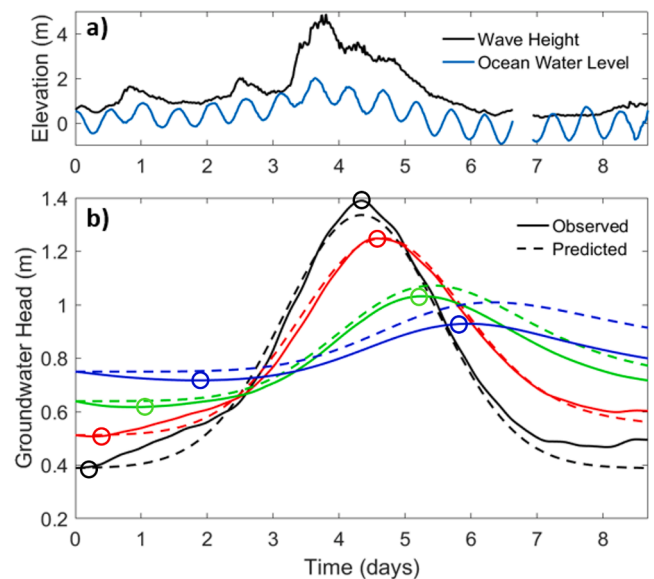 a)
Elevation (m)
4
2
0
Wave Height
Ocean Water Level
0 1 2 3 4 5 6 7 8
b)
Groundwater Head (m)
1.4
1.2
1
0.8
0.6
0.4
0.2
Observed
Predicted
0 1 2 3 4 5 6 7 8
Time (days)